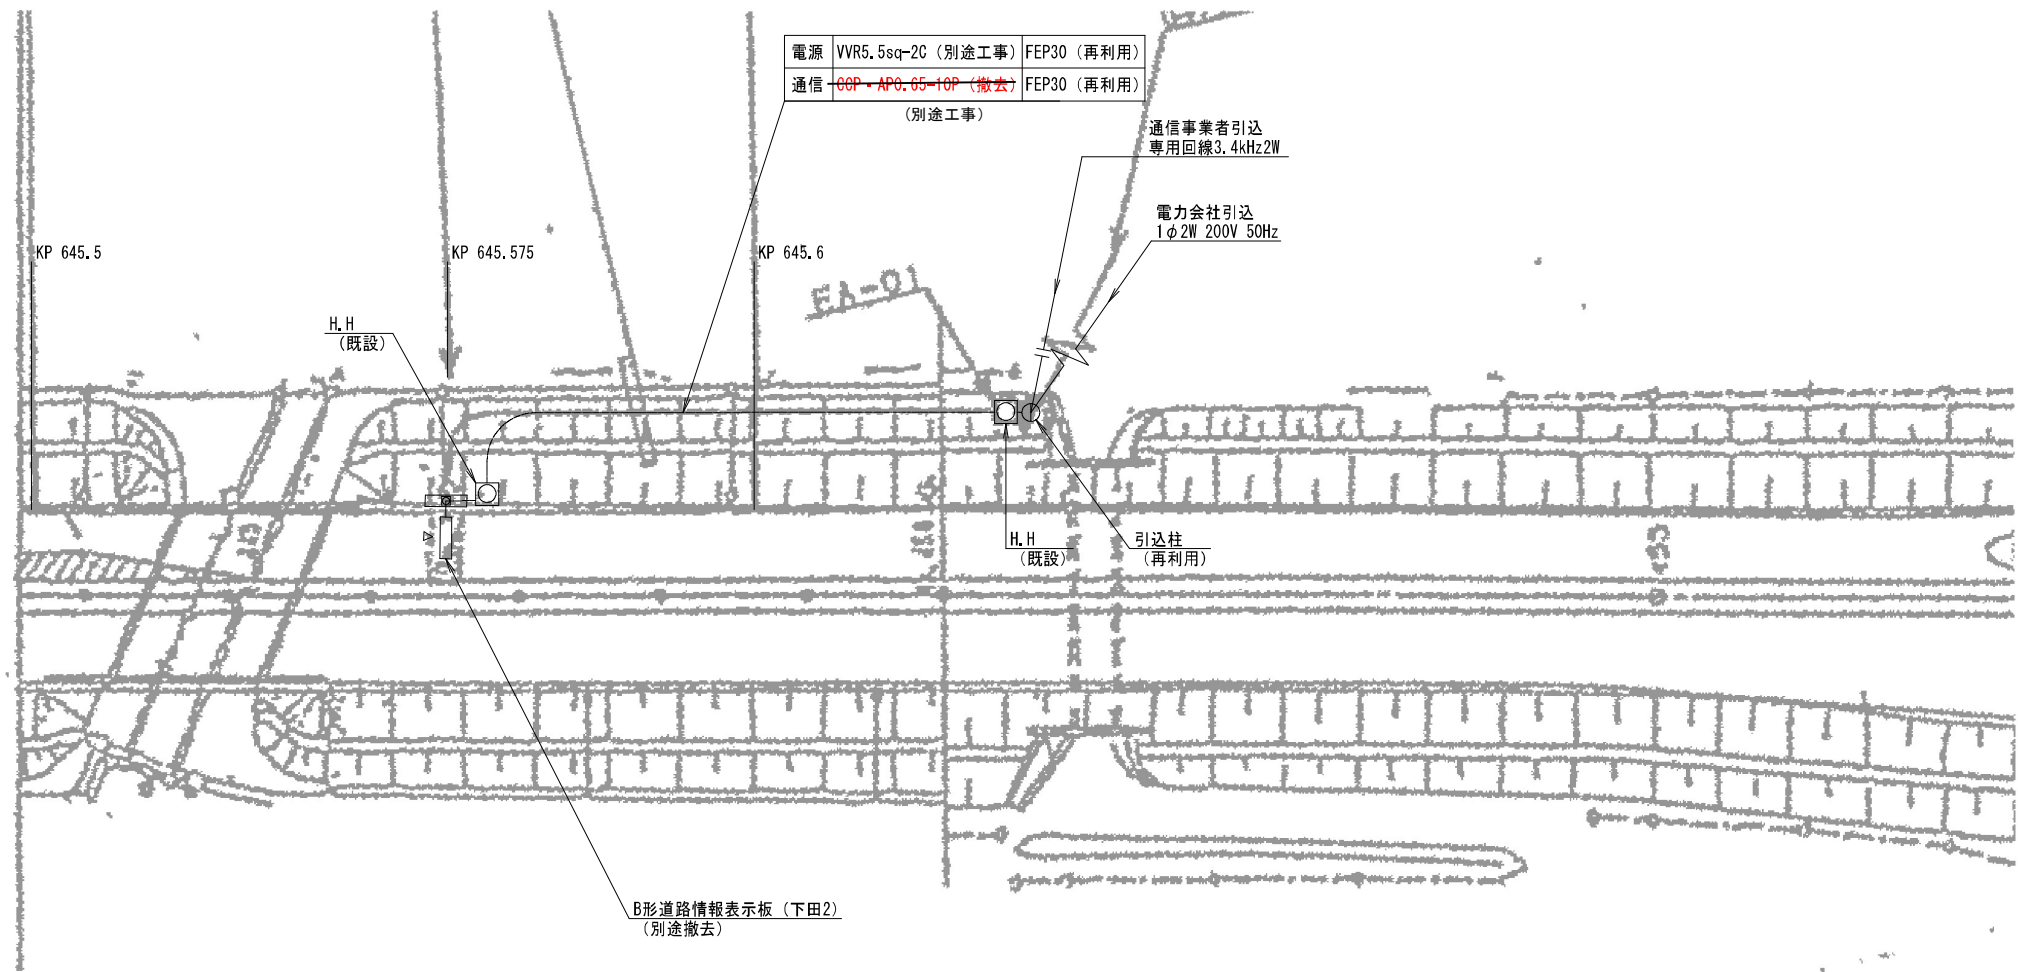 電源 VVR5.5sq-2C（別途工事） FEP30（再利用）
通信 CCP・AP0.65-10P（撤去） FEP30（再利用）
（別途工事）
通信事業者引込
専用回線3.4kHz2W
電力会社引込
1φ2W 200V 50Hz
KP 645.5
KP 645.575
KP 645.6
H.H
（既設）
H.H
（既設）
引込柱
（再利用）
B形道路情報表示板（下田2）
（別途撤去）